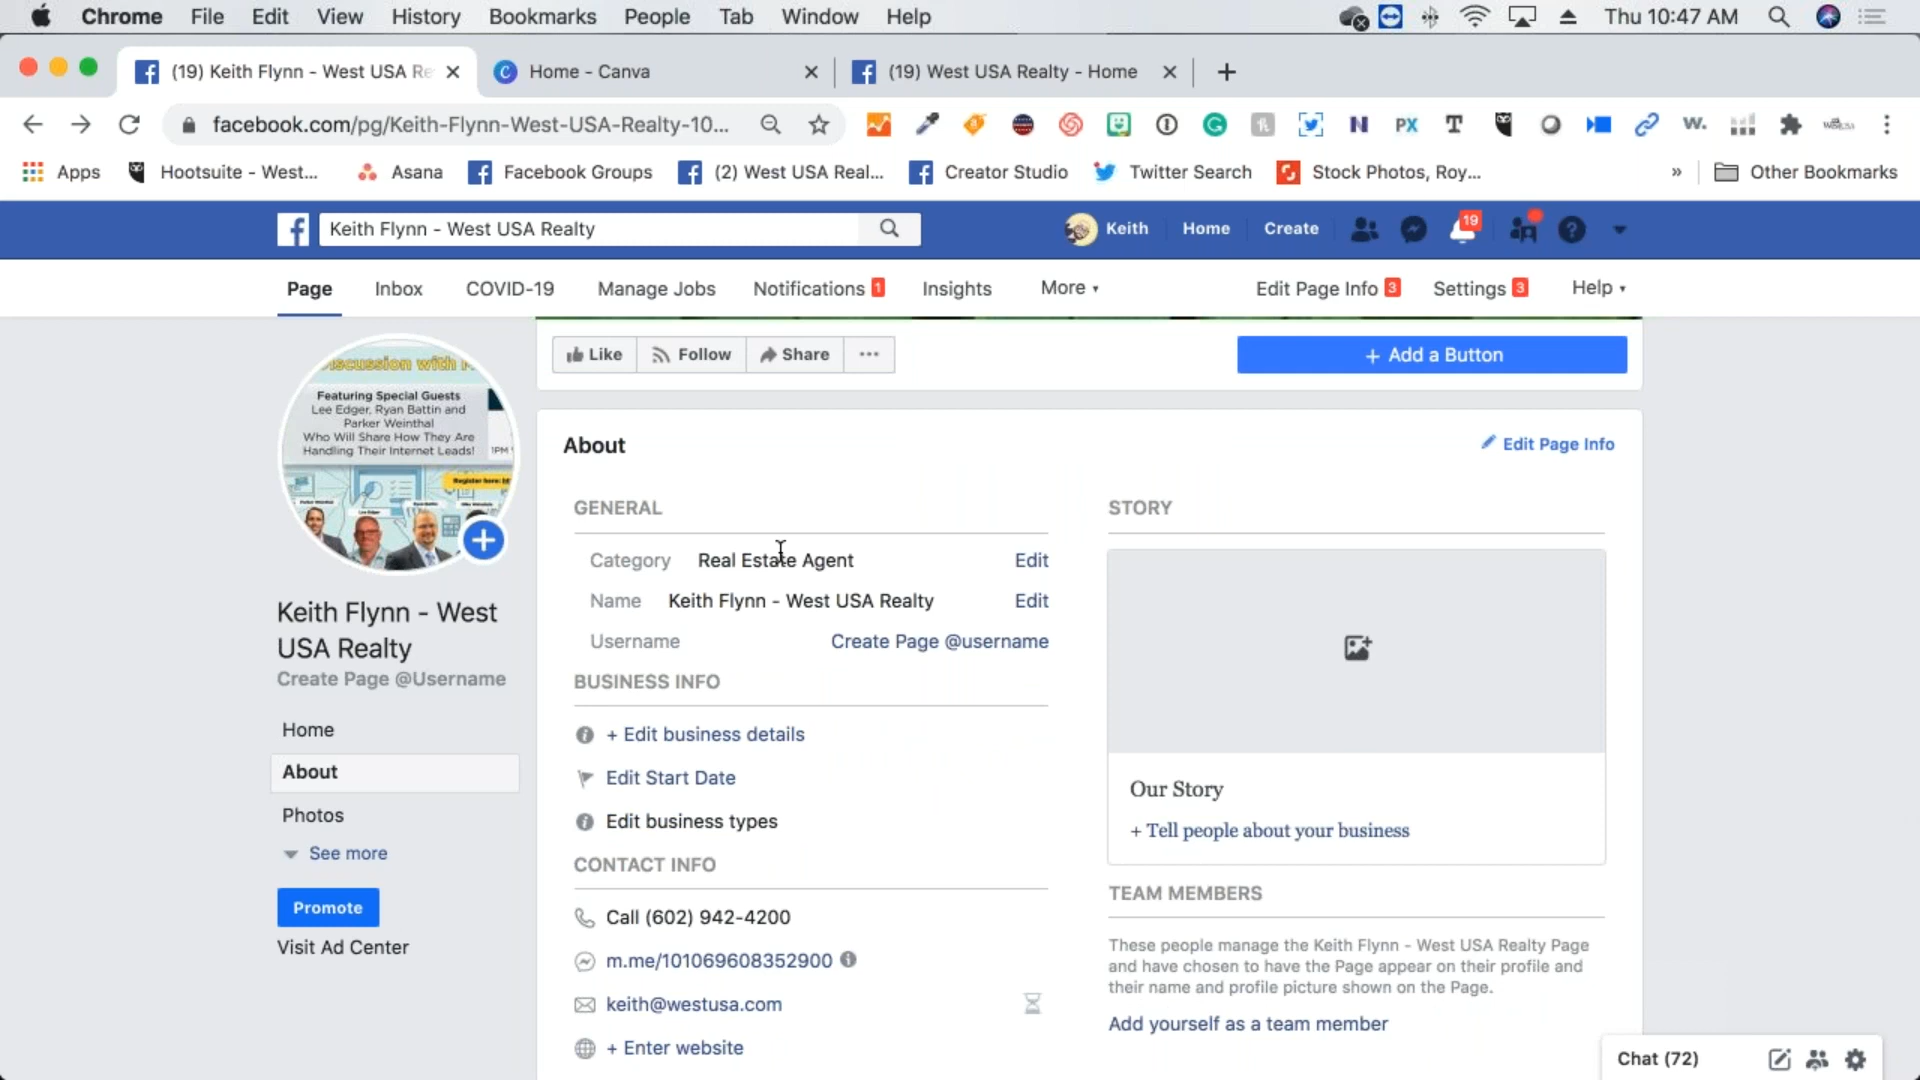 Chrome File Edit View History Bookmarks People Tab Window Help Thu 10:47 AM
(19) Keith Flynn - West USA Re
Home - Canva
(19) West USA Realty - Home
facebook.com/pg/Keith-Flynn-West-USA-Realty-10...
Apps Hootsuite - West... Asana Facebook Groups (2) West USA Real... Creator Studio Twitter Search Stock Photos, Roy... » Other Bookmarks
Keith Flynn - West USA Realty
Keith Home Create 19
Page Inbox COVID-19 Manage Jobs Notifications 1 Insights More Edit Page Info 3 Settings 3 Help
Like Follow Share ... + Add a Button
Featuring Special Guests
Lee Edger, Ryan Battin and
Parker Weinthal
Who Will Share How They Are
Handling Their Internet Leads!
1PM
Keith Flynn - West
USA Realty
Create Page @Username
Home
About
Photos
See more
Promote
Visit Ad Center
About
Edit Page Info
GENERAL
Category Real Estate Agent Edit
Name Keith Flynn - West USA Realty Edit
Username Create Page @username
BUSINESS INFO
+ Edit business details
Edit Start Date
Edit business types
CONTACT INFO
Call (602) 942-4200
m.me/101069608352900
keith@westusa.com
+ Enter website
STORY
Our Story
+ Tell people about your business
TEAM MEMBERS
These people manage the Keith Flynn - West USA Realty Page
and have chosen to have the Page appear on their profile and
their name and profile picture shown on the Page.
Add yourself as a team member
Chat (72)